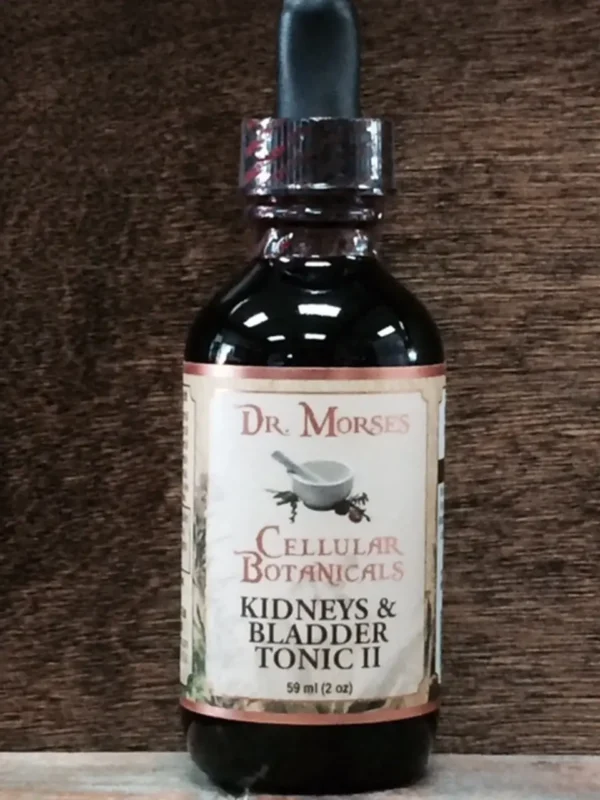 DR. MORSES
CELLULAR
BOTANICALS
KIDNEYS &
BLADDER
TONIC II
59 ml (2 oz)